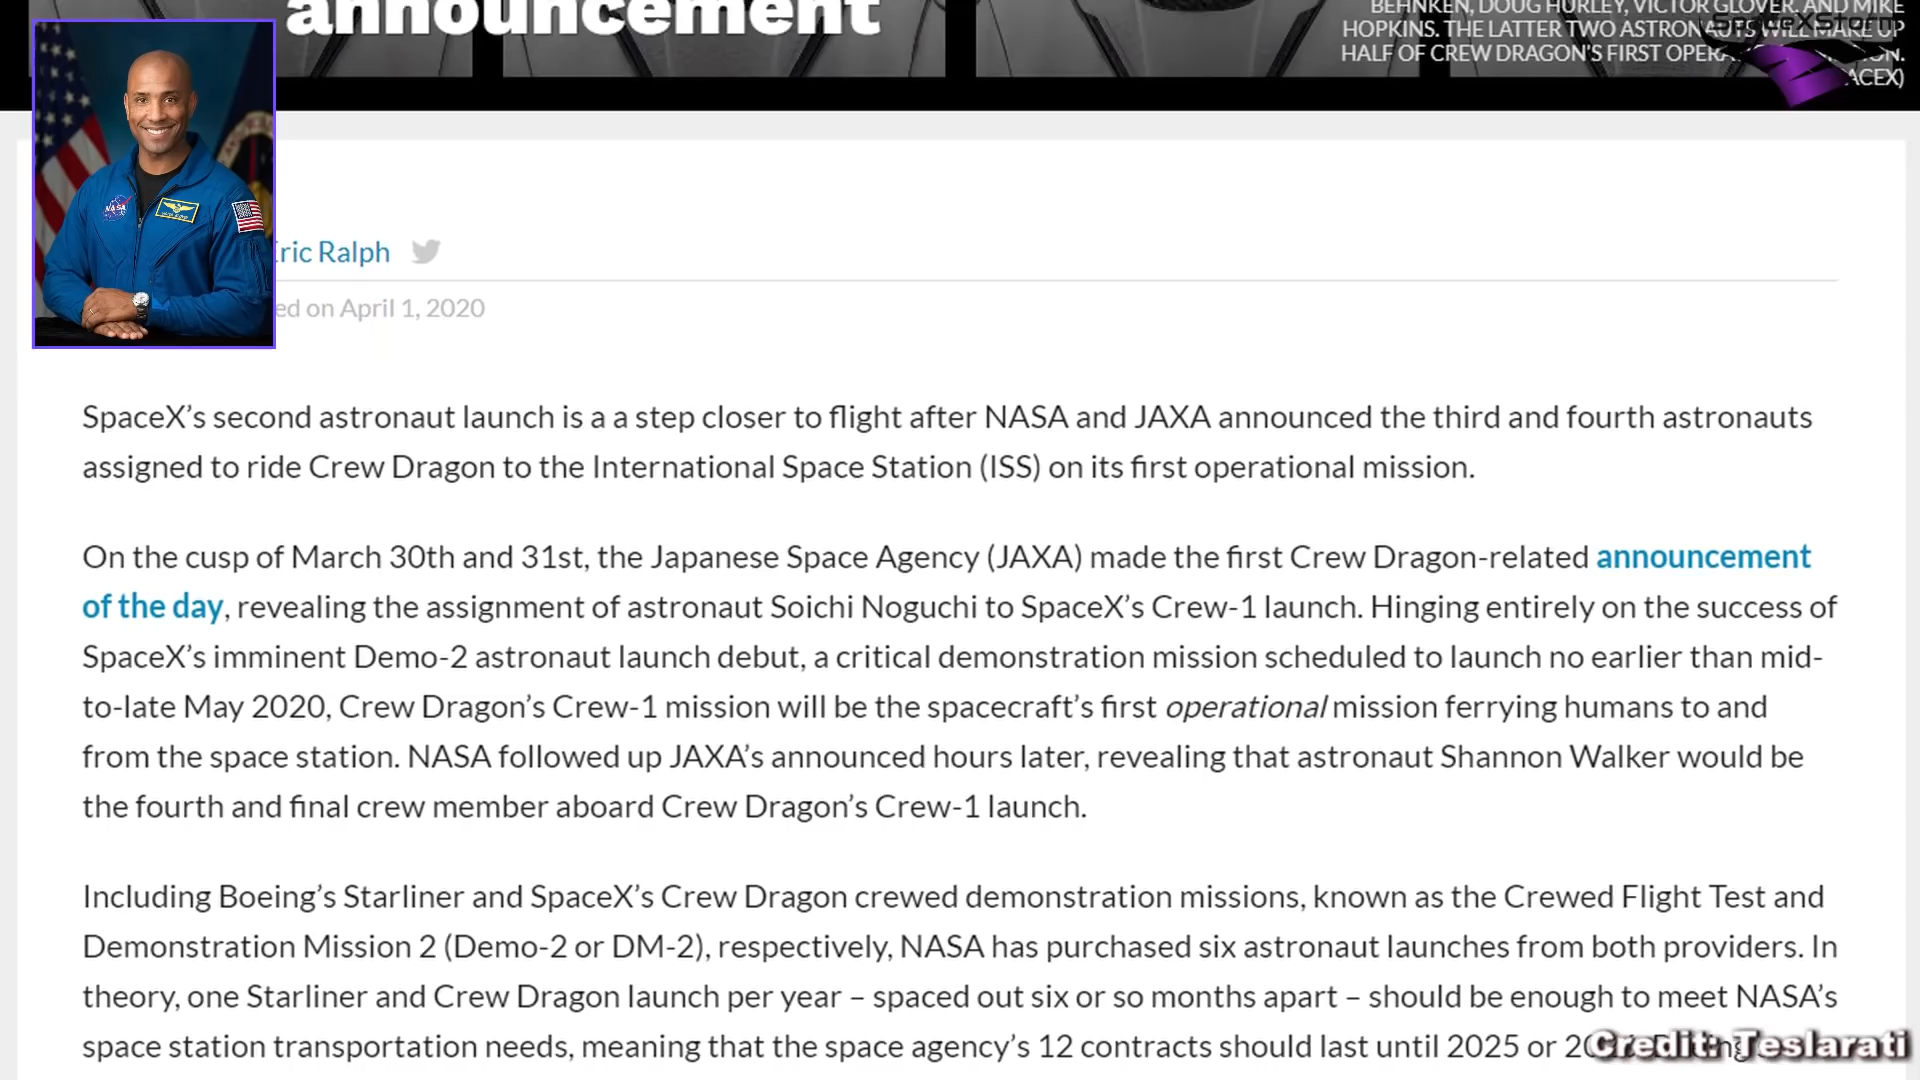 announcement
BEHNKEN, DOUG HURLEY, VICTOR GLOVER, AND MIKE
HOPKINS. THE LATTER TWO ASTRONAUTS WILL MAKE UP
HALF OF CREW DRAGON'S FIRST
ACEX)
SpaceXStorm
NASA
ric Ralph
ed on April 1, 2020
SpaceX’s second astronaut launch is a a step closer to flight after NASA and JAXA announced the third and fourth astronauts
assigned to ride Crew Dragon to the International Space Station (ISS) on its first operational mission.
On the cusp of March 30th and 31st, the Japanese Space Agency (JAXA) made the first Crew Dragon-related announcement
of the day, revealing the assignment of astronaut Soichi Noguchi to SpaceX’s Crew-1 launch. Hinging entirely on the success of
SpaceX’s imminent Demo-2 astronaut launch debut, a critical demonstration mission scheduled to launch no earlier than mid-
to-late May 2020, Crew Dragon’s Crew-1 mission will be the spacecraft’s first operational mission ferrying humans to and
from the space station. NASA followed up JAXA’s announced hours later, revealing that astronaut Shannon Walker would be
the fourth and final crew member aboard Crew Dragon’s Crew-1 launch.
Including Boeing’s Starliner and SpaceX’s Crew Dragon crewed demonstration missions, known as the Crewed Flight Test and
Demonstration Mission 2 (Demo-2 or DM-2), respectively, NASA has purchased six astronaut launches from both providers. In
theory, one Starliner and Crew Dragon launch per year – spaced out six or so months apart – should be enough to meet NASA’s
space station transportation needs, meaning that the space agency’s 12 contracts should last until 2025 or
Credit: Teslarati